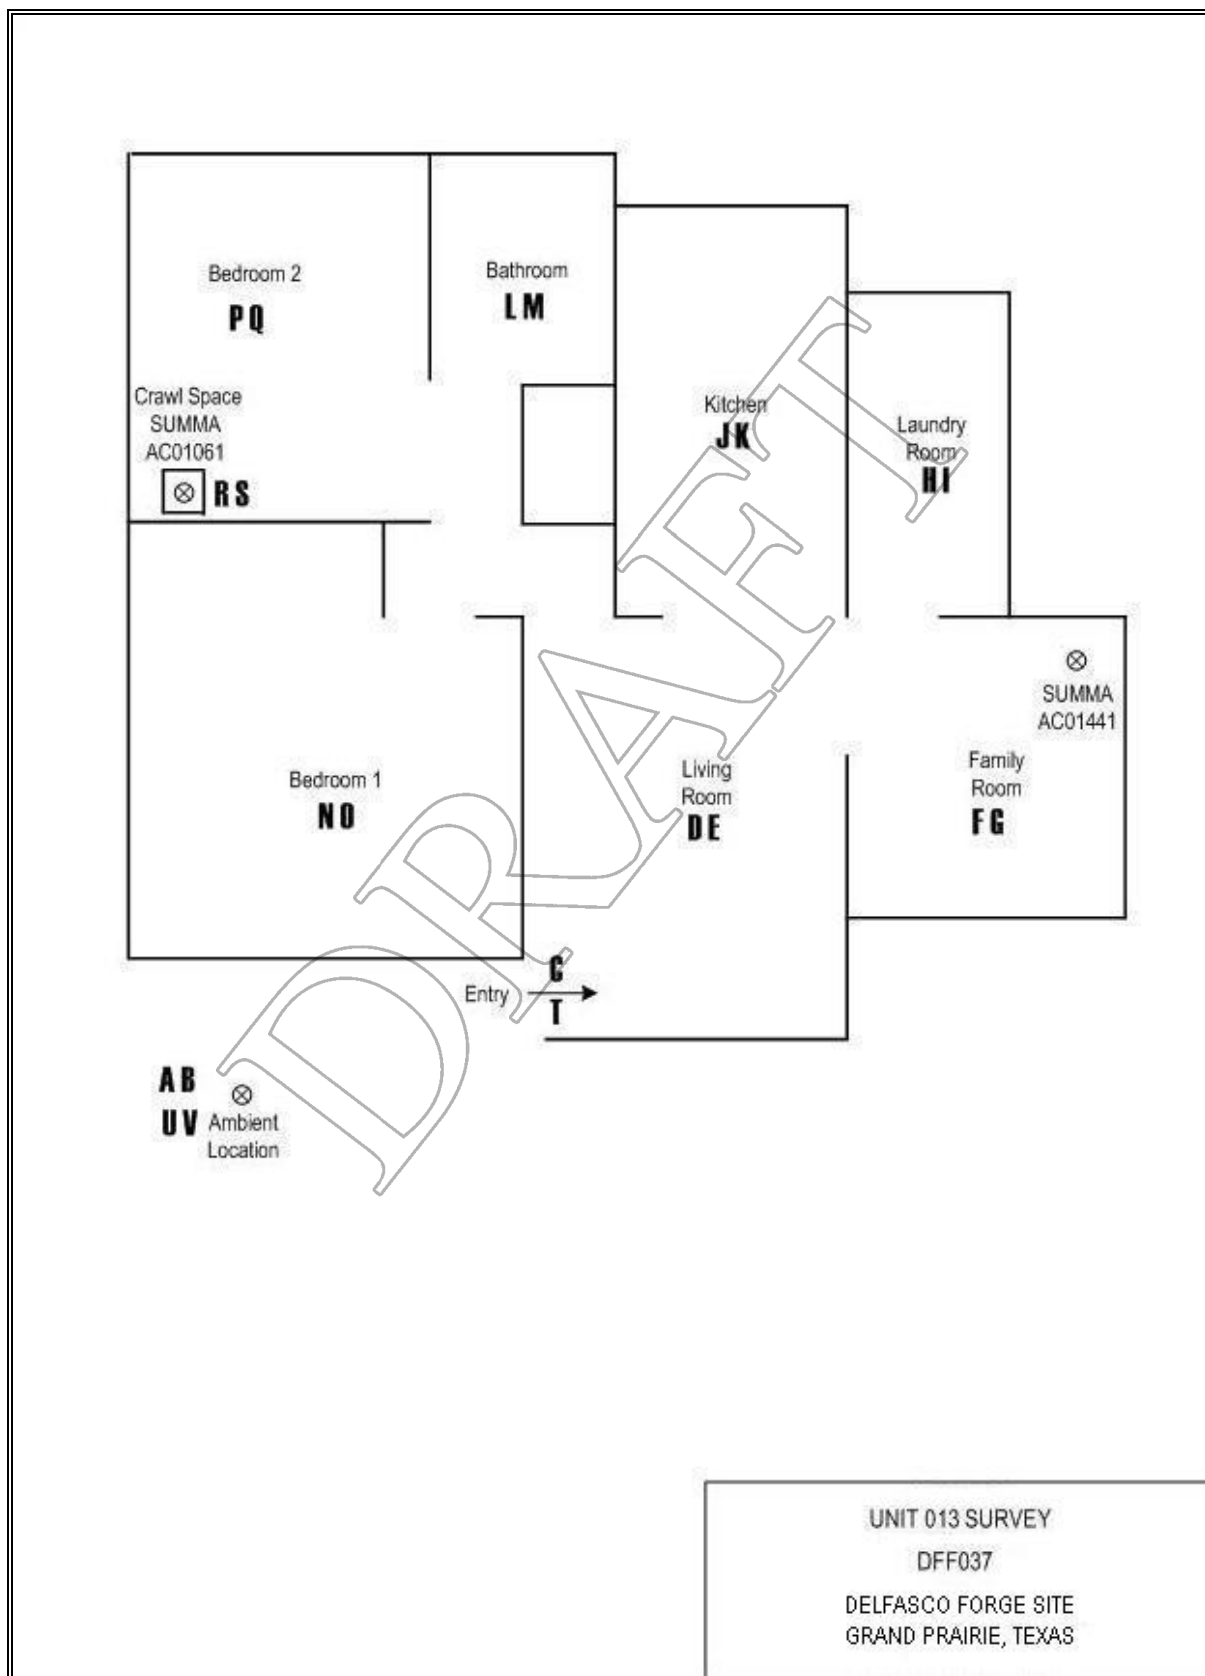 Bedroom 2
PQ
Bathroom
LM
Crawl Space
SUMMA
AC01061
RS
Kitchen
JK
Laundry
Room
HI
SUMMA
AC01441
Bedroom 1
NO
Living
Room
DE
Family
Room
FG
C
Entry
T
AB
UV
Ambient
Location
DRAFT
UNIT 013 SURVEY
DFF037
DELFASCO FORGE SITE
GRAND PRAIRIE, TEXAS